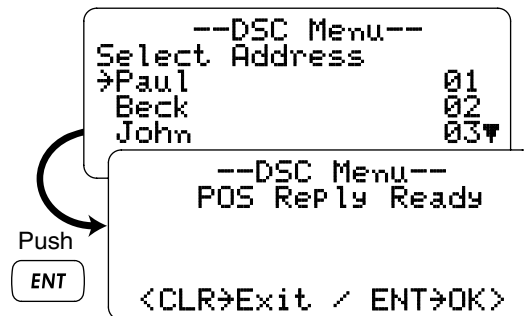 --DSC Menu--
Select Address
→Paul 01
Beck 02
John 03▼
--DSC Menu--
POS Reply Ready
Push
ENT
<CLR→Exit / ENT→OK>